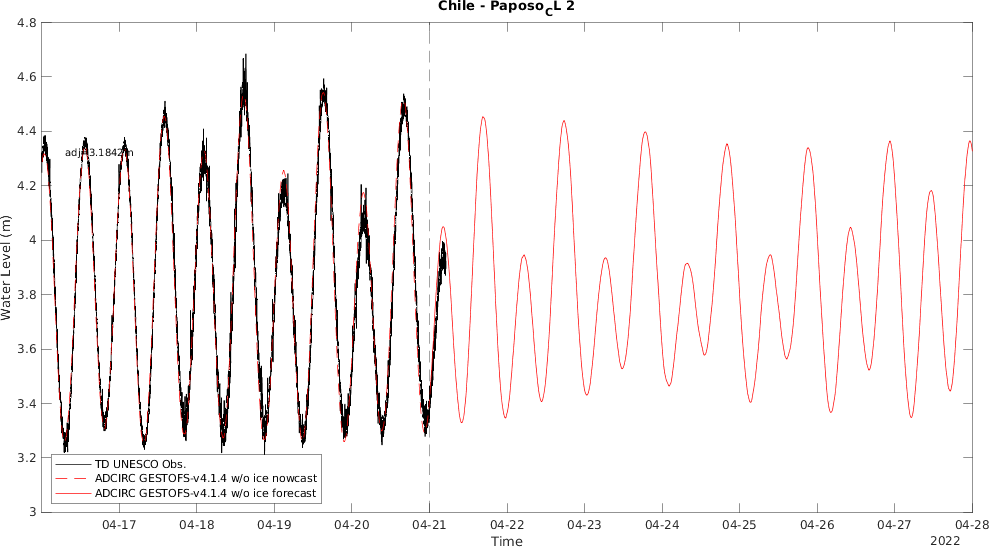 Chile - Paposo_CL 2
4.8
4.6
4.4
4.2
4
3.8
3.6
3.4
3.2
3
Water Level (m)
adj=3.1842m
TD UNESCO Obs.
ADCIRC GESTOFS-v4.1.4 w/o ice nowcast
ADCIRC GESTOFS-v4.1.4 w/o ice forecast
04-17 04-18 04-19 04-20 04-21 04-22 04-23 04-24 04-25 04-26 04-27 04-28
Time
2022